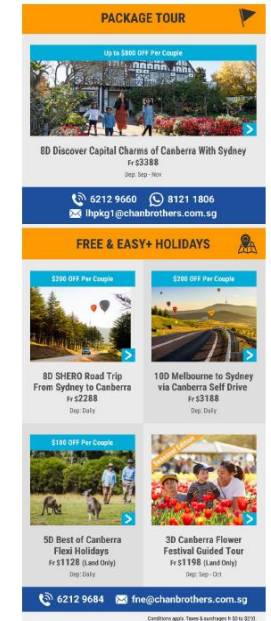 PACKAGE TOUR
Up to $800 OFF Per Couple
8D Discover Capital Charms of Canberra With Sydney
Fr $3388
Dep: Sep - Nov
6212 9660 8121 1806
lhpkg1@chanbrothers.com.sg
FREE & EASY+ HOLIDAYS
$200 OFF Per Couple
8D SHERO Road Trip
From Sydney to Canberra
Fr $2288
Dep: Daily
$200 OFF Per Couple
10D Melbourne to Sydney
via Canberra Self Drive
Fr $3188
Dep: Daily
$100 OFF Per Couple
5D Best of Canberra
Flexi Holidays
Fr $1128 (Land Only)
Dep: Daily
Seasonal Edition
3D Canberra Flower
Festival Guided Tour
Fr $1198 (Land Only)
Dep: Sep - Oct
6212 9684 fne@chanbrothers.com.sg
Conditions apply. Taxes & surcharges fr $0 to $210.